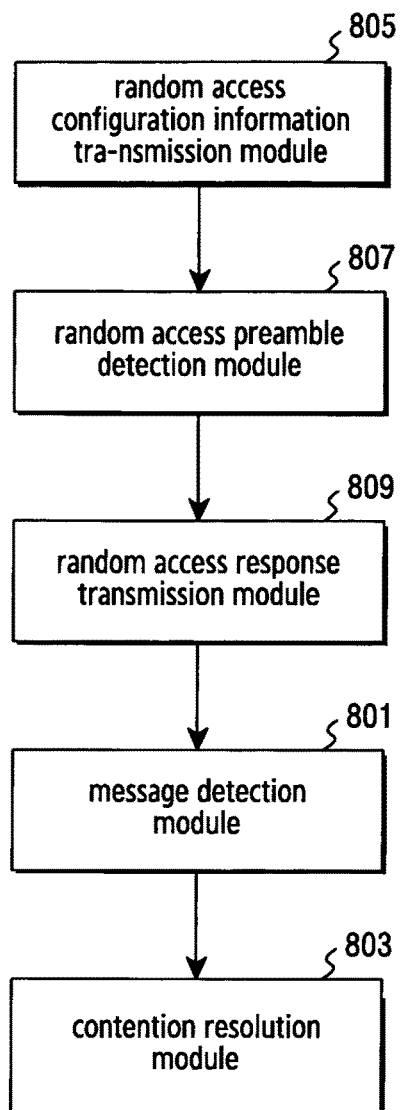 805
random access
configuration information
tra-nsmission module
807
random access preamble
detection module
809
random access response
transmission module
801
message detection
module
803
contention resolution
module